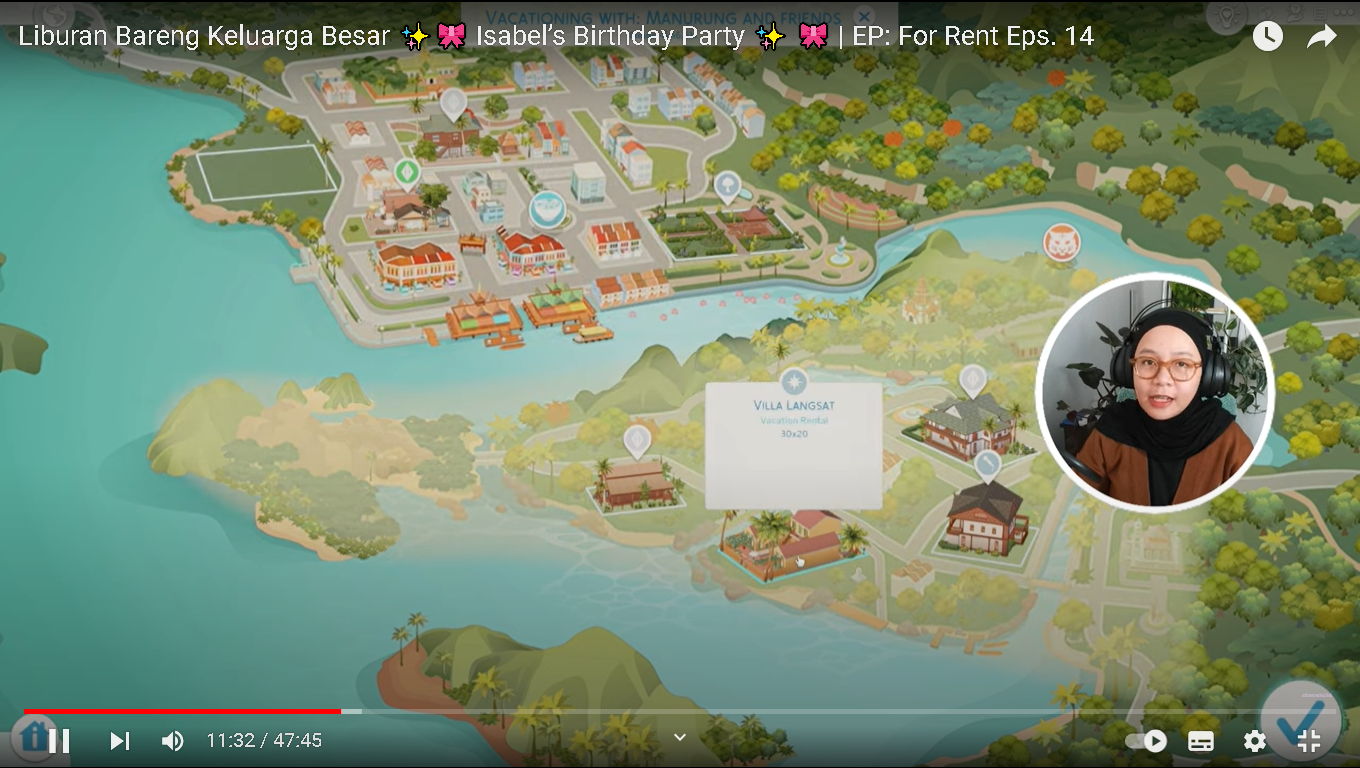 VACATIONING WITH: MANURUNG AND FRIENDS
Liburan Bareng Keluarga Besar ✨ 🎀 Isabel's Birthday Party ✨ 🎀 | EP: For Rent Eps. 14
VILLA LANGSAT
Vacation Rental
30x20
11:32 / 47:45